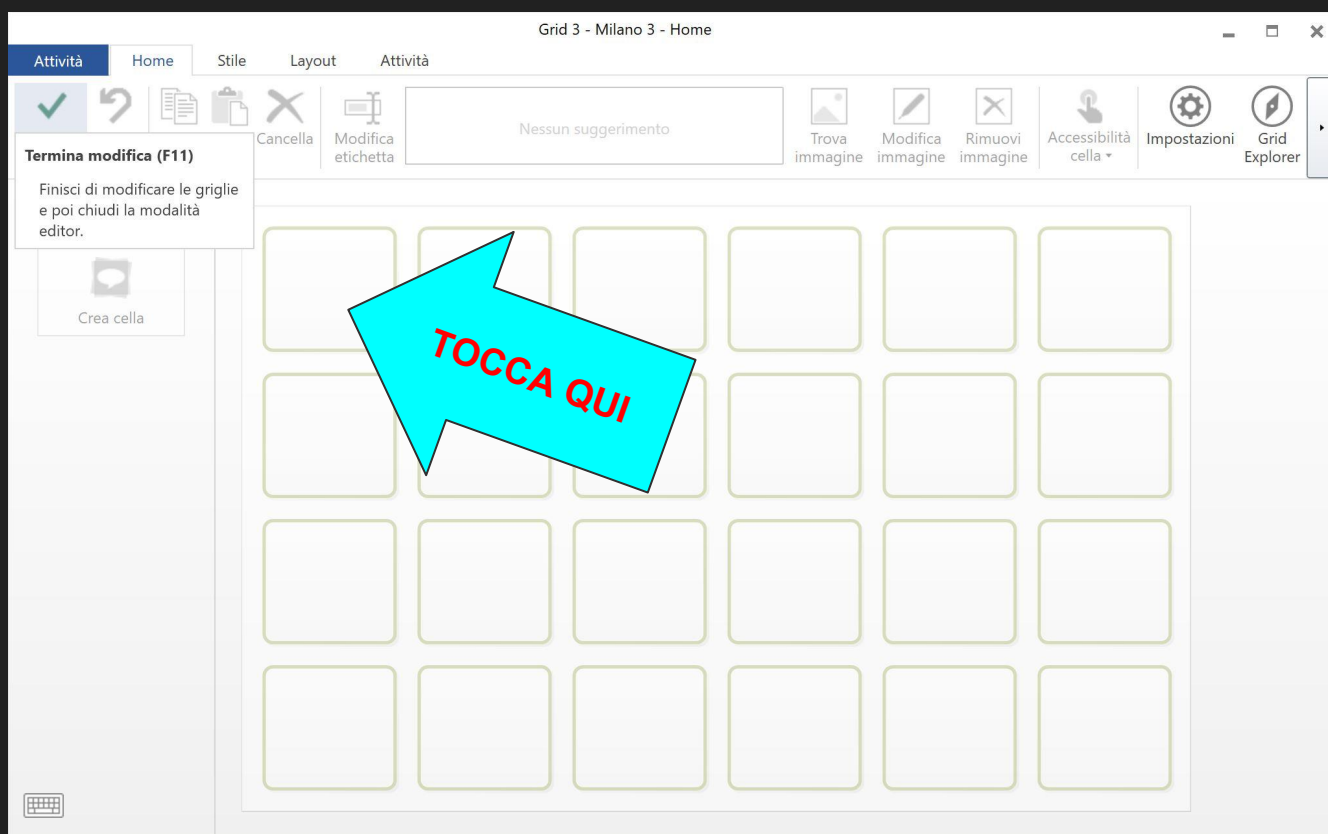 Grid 3 - Milano 3 - Home
Attività Home Stile Layout Attività
Cancella
Modifica
etichetta
Nessun suggerimento
Trova
immagine
Modifica
immagine
Rimuovi
immagine
Accessibilità
cella
Impostazioni
Grid
Explorer
Termina modifica (F11)
Finisci di modificare le griglie
e poi chiudi la modalità
editor.
Crea cella
TOCCA QUI